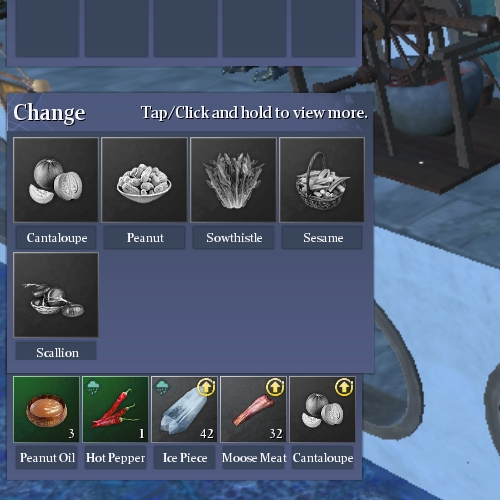 Change
Tap/Click and hold to view more.
Cantaloupe Peanut Sowthistle Sesame
Scallion
3 1 42 32
Peanut Oil Hot Pepper Ice Piece Moose Meat Cantaloupe